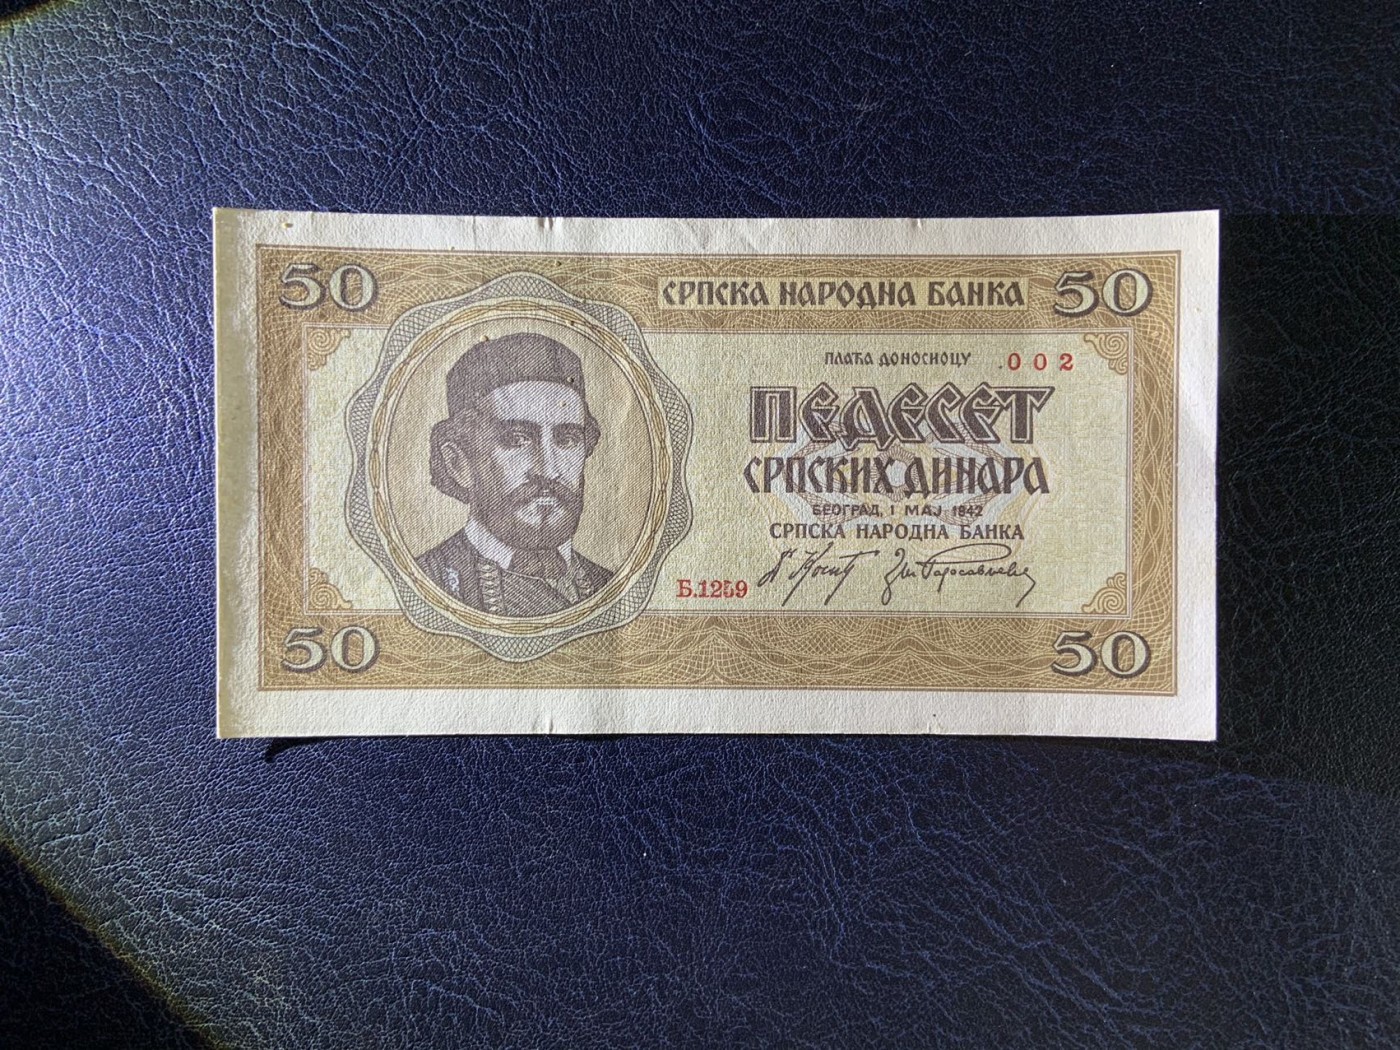 50 СРПСКА НАРОДНА БАНКА 50
ПЛАЋА ДОНОСИОЦУ .002
ПЕДЕСЕТ
СРПСКИХ ДИНАРА
БЕОГРАД, 1 МАЈ 1942
СРПСКА НАРОДНА БАНКА
Б.1259
50 50